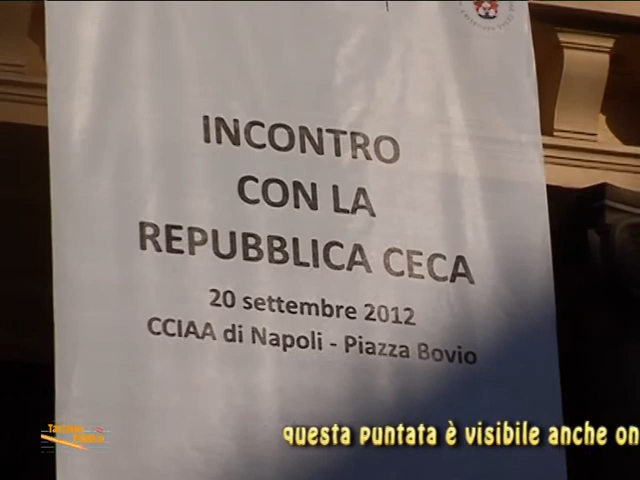 INCONTRO
CON LA
REPUBBLICA CECA
20 settembre 2012
CCIAA di Napoli - Piazza Bovio
questa puntata è visibile anche on